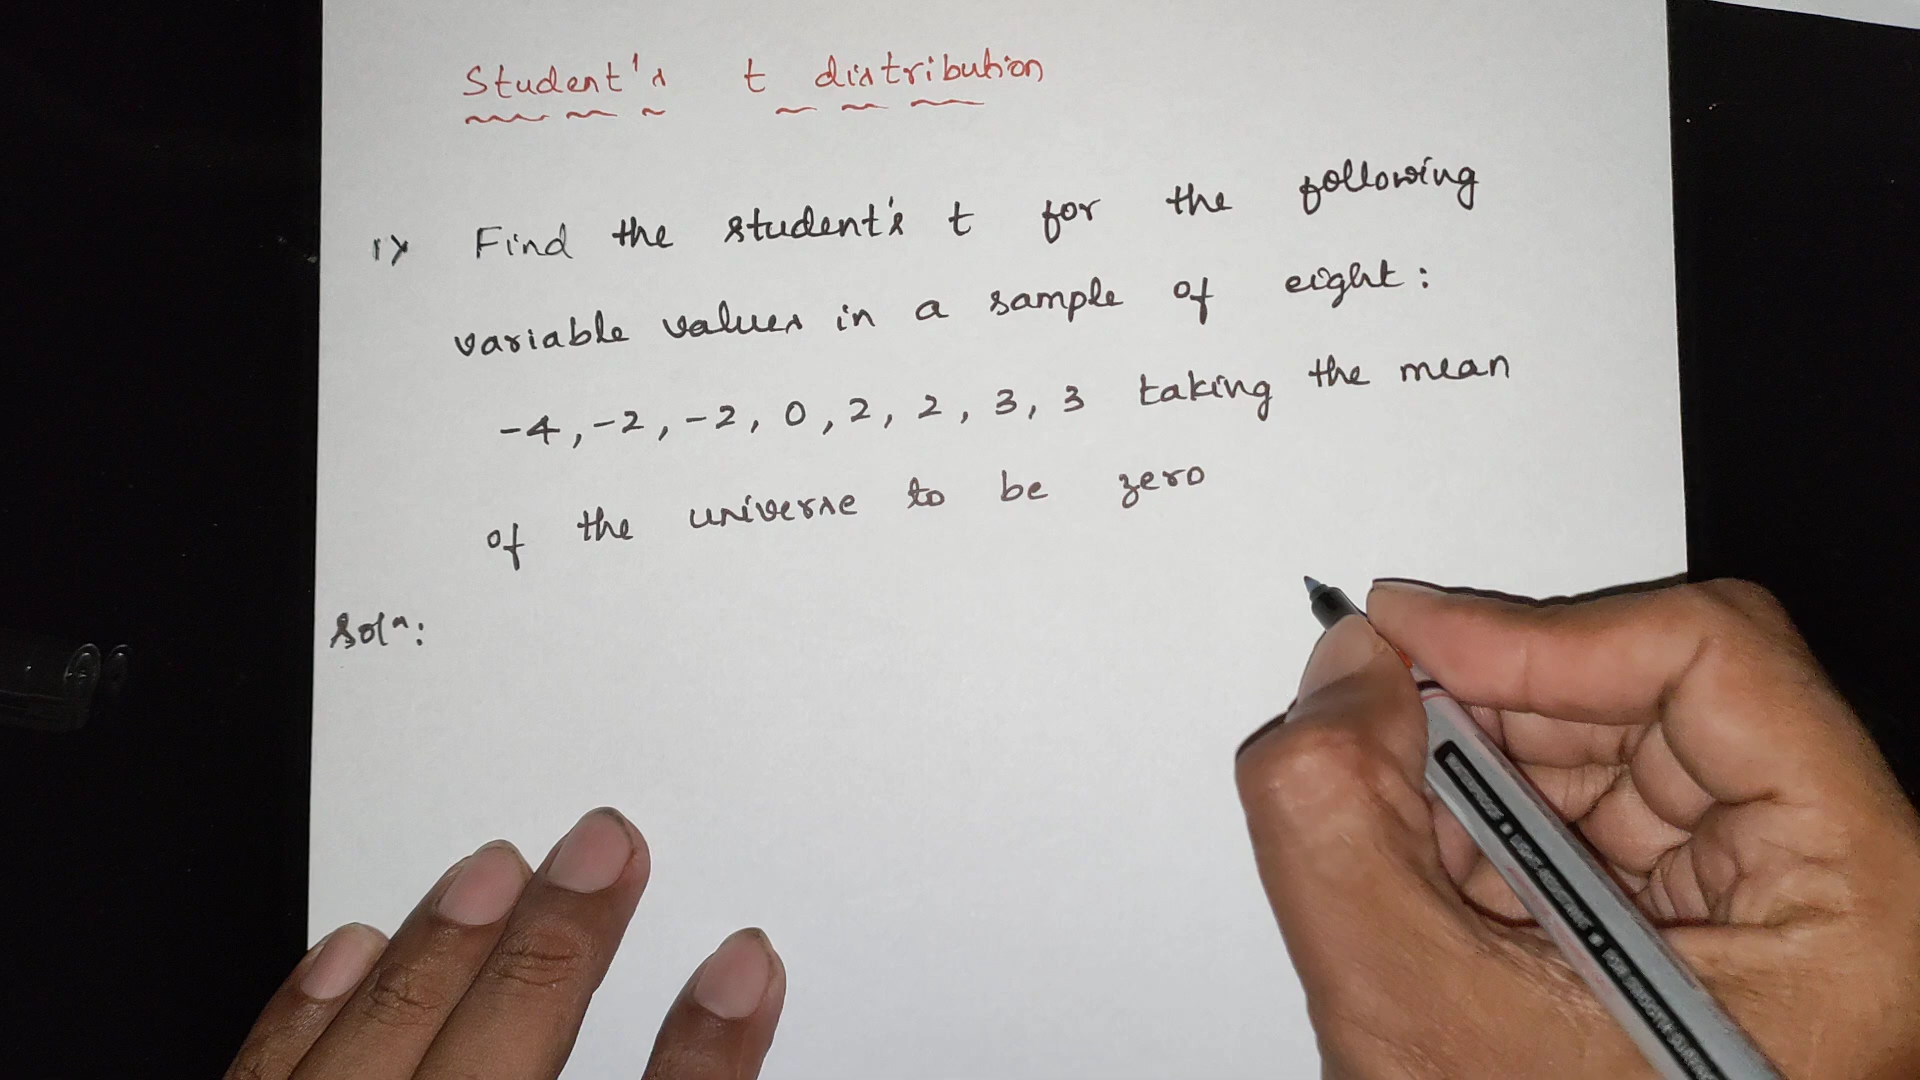 Student's t distribution
1) Find the student's t for the following
variable values in a sample of eight:
-4, -2, -2, 0, 2, 2, 3, 3 taking the mean
of the universe to be zero
Soln: